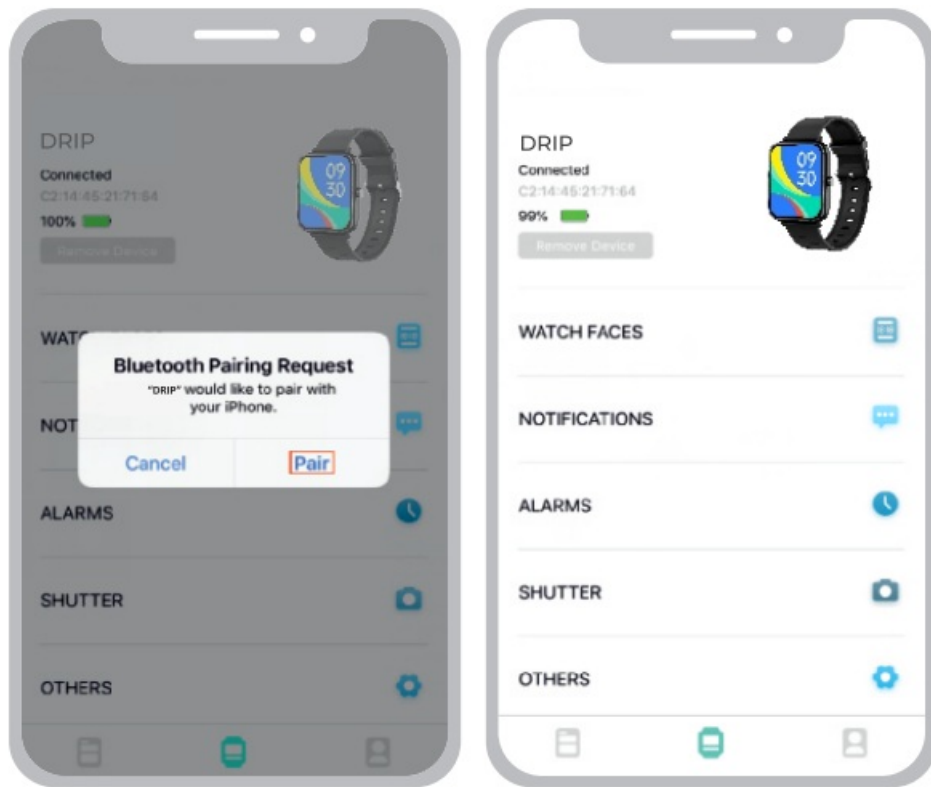 DRIP
Connected
C2:14:45:21:71:64
100%
Remove Device
09
30
WAT
Bluetooth Pairing Request
"DRIP" would like to pair with
your iPhone.
NOT
Cancel
Pair
ALARMS
SHUTTER
OTHERS
DRIP
Connected
C2:14:45:21:71:64
99%
Remove Device
09
30
WATCH FACES
NOTIFICATIONS
ALARMS
SHUTTER
OTHERS